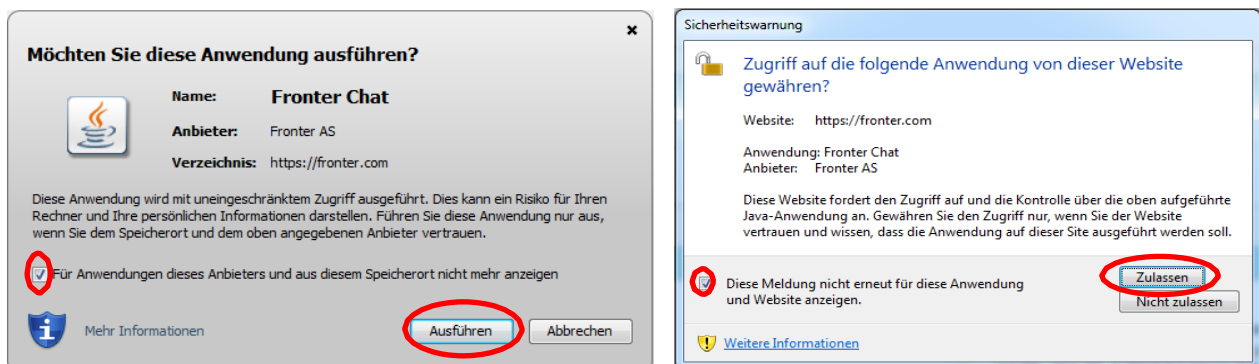 Möchten Sie diese Anwendung ausführen?
Name: Fronter Chat
Anbieter: Fronter AS
Verzeichnis: https://fronter.com
Diese Anwendung wird mit uneingeschränktem Zugriff ausgeführt. Dies kann ein Risiko für Ihren
Rechner und Ihre persönlichen Informationen darstellen. Führen Sie diese Anwendung nur aus,
wenn Sie dem Speicherort und dem oben angegebenen Anbieter vertrauen.
Für Anwendungen dieses Anbieters und aus diesem Speicherort nicht mehr anzeigen
Mehr Informationen
Ausführen
Abbrechen
Sicherheitswarnung
Zugriff auf die folgende Anwendung von dieser Website
gewähren?
Website: https://fronter.com
Anwendung: Fronter Chat
Anbieter: Fronter AS
Diese Website fordert den Zugriff auf und die Kontrolle über die oben aufgeführte
Java-Anwendung an. Gewähren Sie den Zugriff nur, wenn Sie der Website
vertrauen und wissen, dass die Anwendung auf dieser Site ausgeführt werden soll.
Diese Meldung nicht erneut für diese Anwendung
und Website anzeigen.
Zulassen
Nicht zulassen
Weitere Informationen